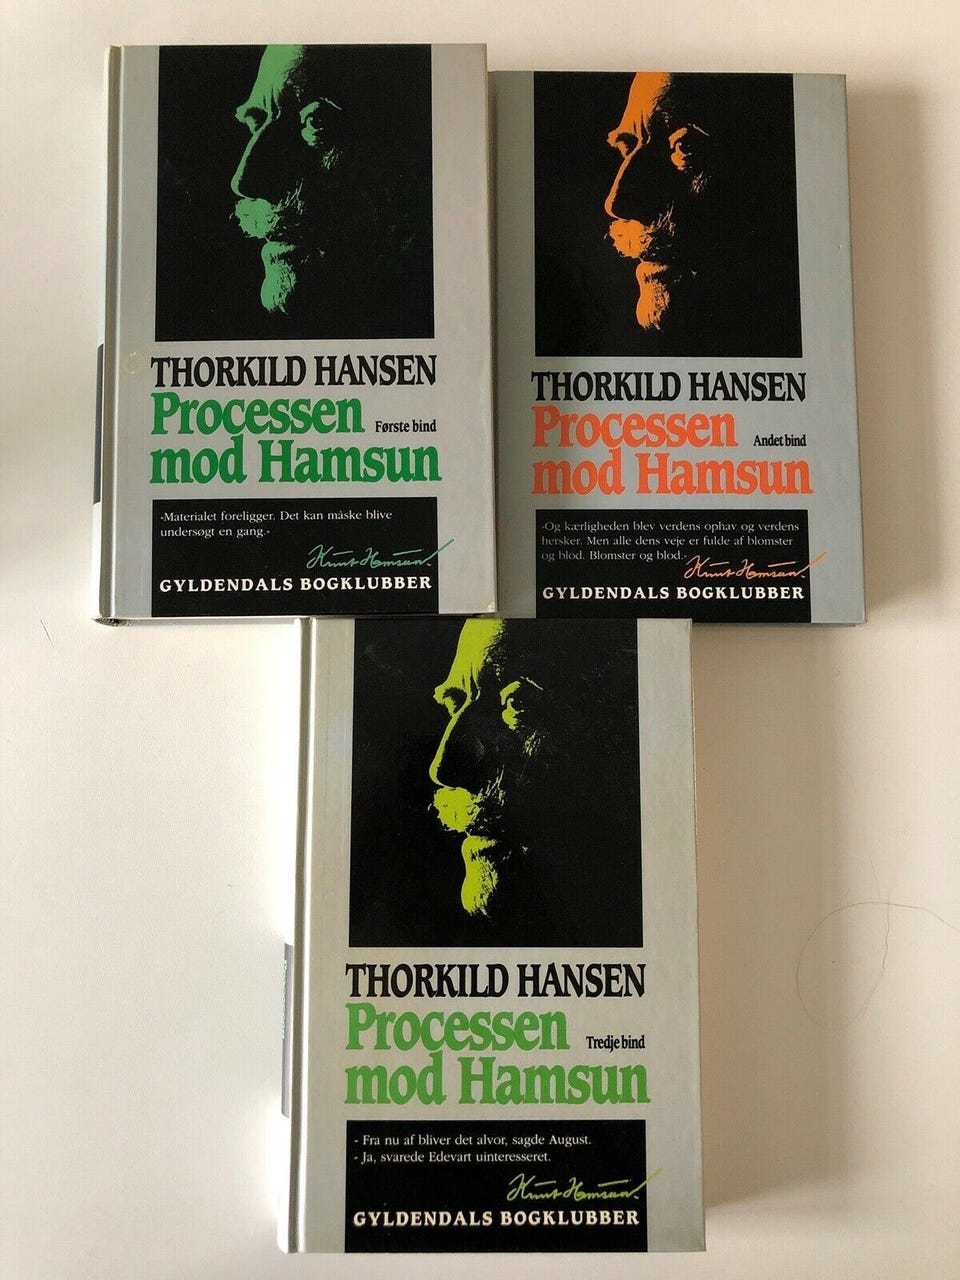 THORKILD HANSEN
Processen Første bind
mod Hamsun
-Materialet foreligger. Det kan måske blive
undersøgt en gang.-
Knut Hamsun.
GYLDENDALS BOGKLUBBER
THORKILD HANSEN
Processen Andet bind
mod Hamsun
-Og kærligheden blev verdens ophav og verdens
hersker. Men alle dens veje er fulde af blomster
og blod. Blomster og blod.-
Knut Hamsun.
GYLDENDALS BOGKLUBBER
THORKILD HANSEN
Processen Tredje bind
mod Hamsun
- Fra nu af bliver det alvor, sagde August.
- Ja, svarede Edevart uinteresseret.
Knut Hamsun.
GYLDENDALS BOGKLUBBER